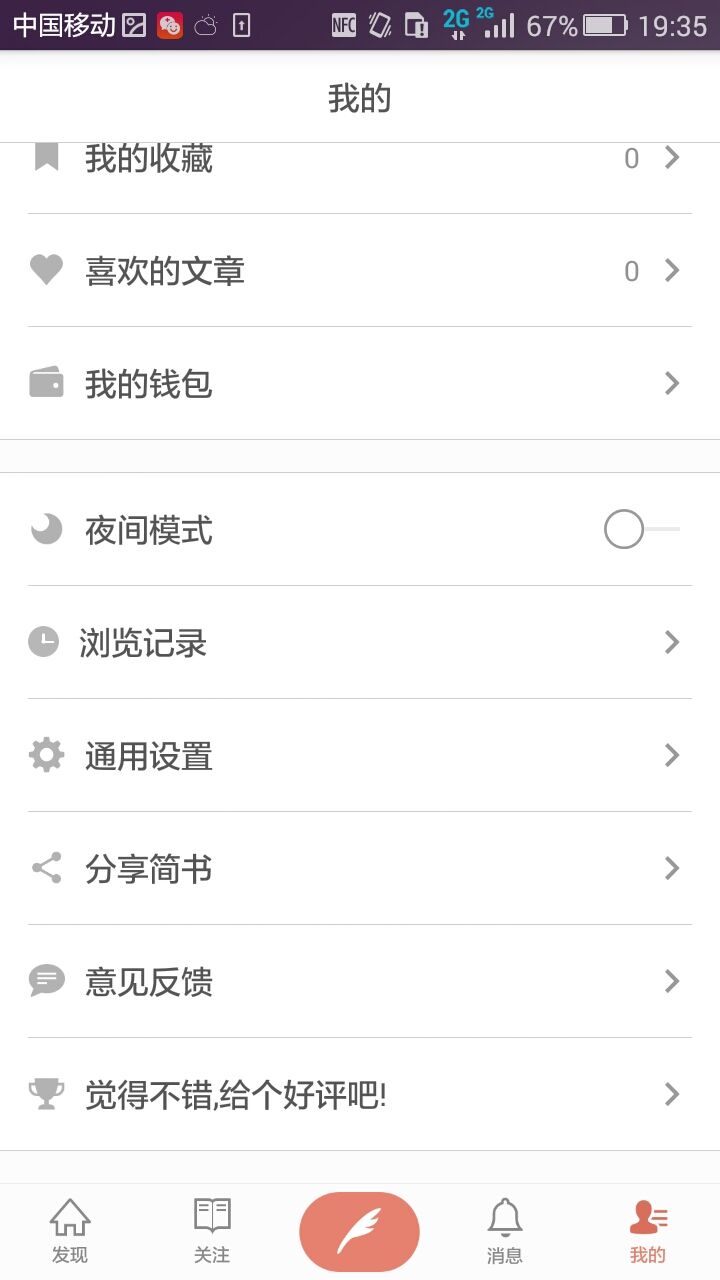 中国移动 NFC 2G 2G 67% 19:35
我的
我的收藏 0
喜欢的文章 0
我的钱包
夜间模式
浏览记录
通用设置
分享简书
意见反馈
觉得不错,给个好评吧!
发现 关注 消息 我的